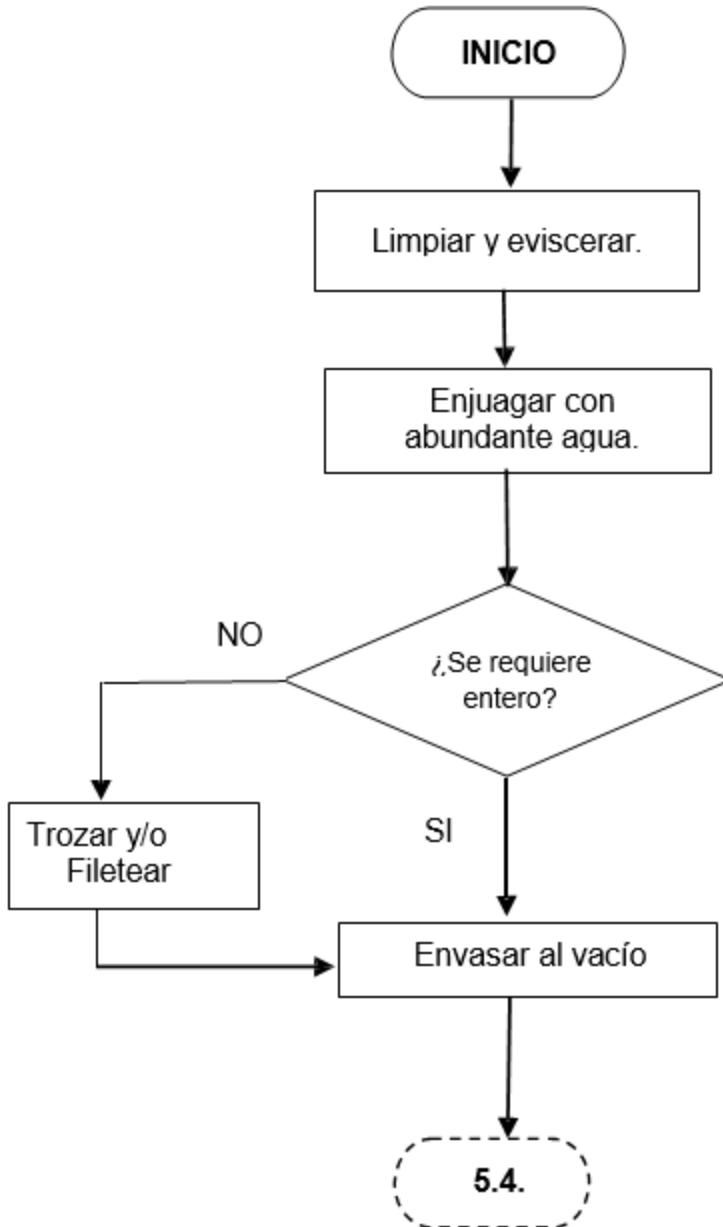 INICIO
Limpiar y eviscerar.
Enjuagar con
abundante agua.
NO
¿Se requiere
entero?
Trozar y/o
Filetear
SI
Envasar al vacío
5.4.